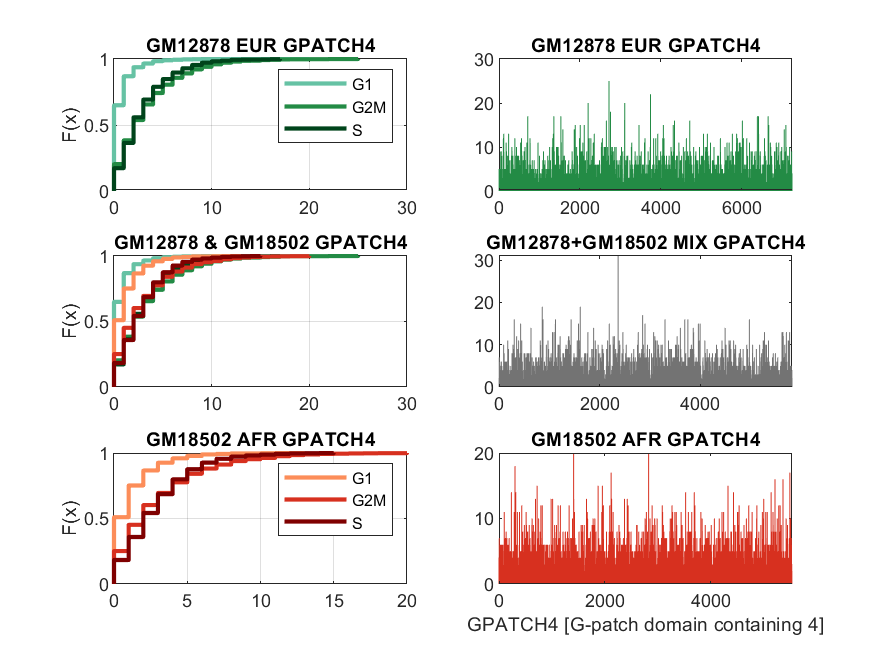 GM12878 EUR GPATCH4
1
0.5
0
F(x)
0 10 20 30
G1
G2M
S
GM12878 EUR GPATCH4
30
20
10
0
0 2000 4000 6000
GM12878 & GM18502 GPATCH4
1
0.5
0
F(x)
0 10 20 30
GM12878+GM18502 MIX GPATCH4
30
20
10
0
0 2000 4000
GM18502 AFR GPATCH4
1
0.5
0
F(x)
0 5 10 15 20
G1
G2M
S
GM18502 AFR GPATCH4
20
10
0
0 2000 4000
GPATCH4 [G-patch domain containing 4]